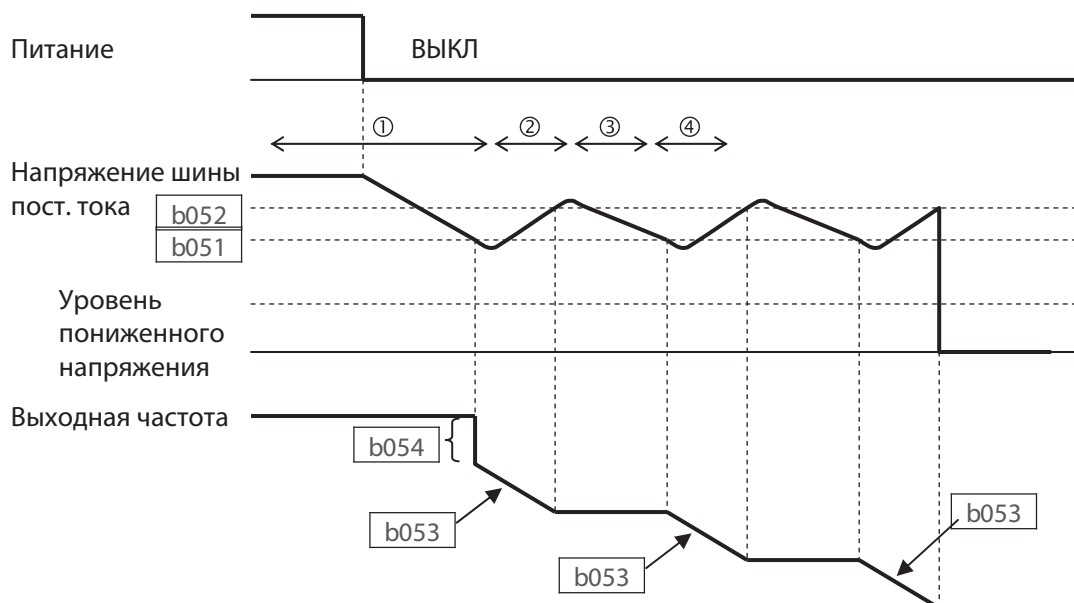 Питание
ВЫКЛ
① ② ③ ④
Напряжение шины
пост. тока
b052
b051
Уровень
пониженного
напряжения
Выходная частота
b054
b053
b053
b053